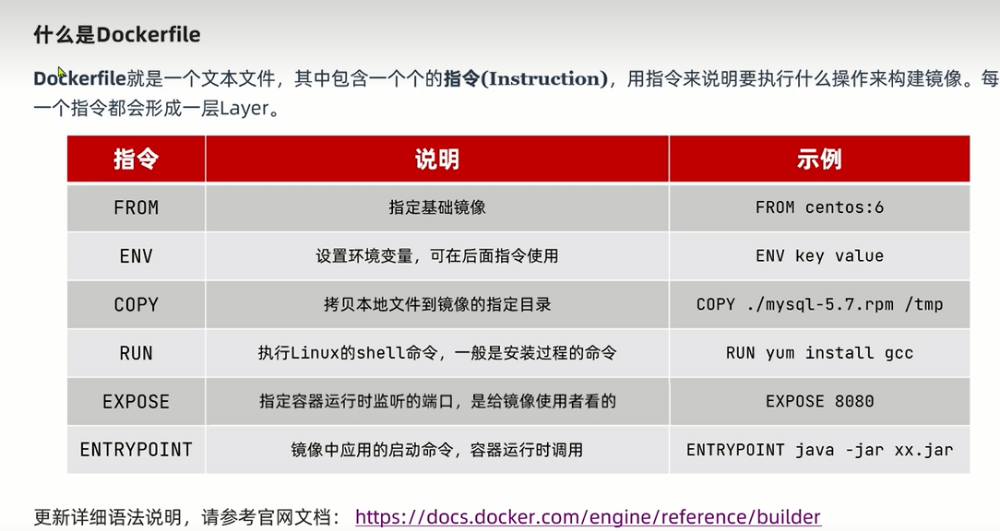 什么是Dockerfile
Dockerfile就是一个文本文件，其中包含一个个的指令(Instruction)，用指令来说明要执行什么操作来构建镜像。每
一个指令都会形成一层Layer。
指令 说明 示例
FROM 指定基础镜像 FROM centos:6
ENV 设置环境变量，可在后面指令使用 ENV key value
COPY 拷贝本地文件到镜像的指定目录 COPY ./mysql-5.7.rpm /tmp
RUN 执行Linux的shell命令，一般是安装过程的命令 RUN yum install gcc
EXPOSE 指定容器运行时监听的端口，是给镜像使用者看的 EXPOSE 8080
ENTRYPOINT 镜像中应用的启动命令，容器运行时调用 ENTRYPOINT java -jar xx.jar
更新详细语法说明，请参考官网文档： https://docs.docker.com/engine/reference/builder